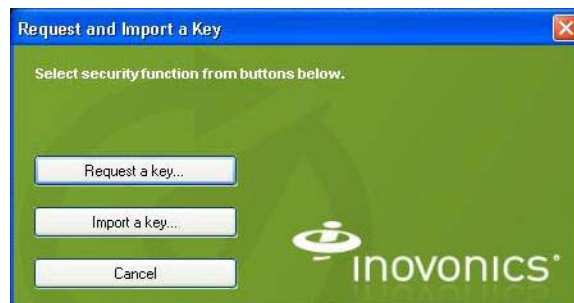 Request and Import a Key
Select security function from buttons below.
Request a key...
Import a key...
Cancel
inovonics